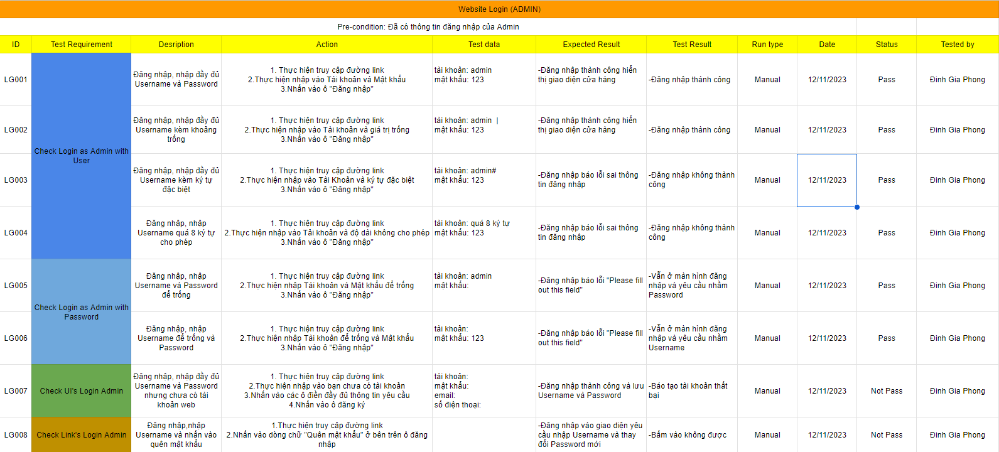 Website Login (ADMIN)
Pre-condition: Đã có thông tin đăng nhập của Admin
ID Test Requirement Desription Action Test data Expected Result Test Result Run type Date Status Tested by
LG001
Check Login as Admin with
User
Đăng nhập, nhập đầy đủ
Username và Password
1. Thực hiện truy cập đường link
2.Thực hiện nhập vào Tài khoản và Mật khẩu
3.Nhấn vào ô "Đăng nhập"
tài khoản: admin
mật khẩu: 123
-Đăng nhập thành công hiển
thị giao diện cửa hàng
-Đăng nhập thành công
Manual
12/11/2023
Pass
Đinh Gia Phong
LG002
Đăng nhập, nhập đầy đủ
Username kèm khoảng
trống
1. Thực hiện truy cập đường link
2.Thực hiện nhập vào Tài khoản và giá trị trống
3.Nhấn vào ô "Đăng nhập"
tài khoản: admin |
mật khẩu: 123
-Đăng nhập thành công hiển
thị giao diện cửa hàng
-Đăng nhập thành công
Manual
12/11/2023
Pass
Đinh Gia Phong
LG003
Đăng nhập, nhập đầy đủ
Username kèm ký tự
đặc biệt
1. Thực hiện truy cập đường link
2.Thực hiện nhập vào Tài Khoản và ký tự đặc biệt
3.Nhấn vào ô "Đăng nhập"
tài khoản: admin#
mật khẩu: 123
-Đăng nhập báo lỗi sai thông
tin đăng nhập
-Đăng nhập không thành
công
Manual
12/11/2023
Pass
Đinh Gia Phong
LG004
Đăng nhập, nhập
Username quá 8 ký tự
cho phép
1. Thực hiện truy cập đường link
2.Thực hiện nhập vào Tài khoản và độ dài không cho phép
3.Nhấn vào ô "Đăng nhập"
tài khoản: quá 8 ký tự
mật khẩu: 123
-Đăng nhập báo lỗi sai thông
tin đăng nhập
-Đăng nhập không thành
công
Manual
12/11/2023
Pass
Đinh Gia Phong
LG005
Check Login as Admin with
Password
Đăng nhập, nhập
Username và Password
để trống
1. Thực hiện truy cập đường link
2.Thực hiện nhập Tài khoản và Mật khẩu để trống
3.Nhấn vào ô "Đăng nhập"
tài khoản: admin
mật khẩu:
-Đăng nhập báo lỗi "Please fill
out this field"
-Vẫn ở màn hình đăng
nhập và yêu cầu nhằm
Password
Manual
12/11/2023
Pass
Đinh Gia Phong
LG006
Đăng nhập, nhập
Username để trống và
Password
1. Thực hiện truy cập đường link
2.Thực hiện nhập Tài khoản để trống và Mật khẩu
3.Nhấn vào ô "Đăng nhập"
tài khoản:
mật khẩu: 123
-Đăng nhập báo lỗi "Please fill
out this field"
-Vẫn ở màn hình đăng
nhập và yêu cầu nhằm
Username
Manual
12/11/2023
Pass
Đinh Gia Phong
LG007
Check UI's Login Admin
Đăng nhập, nhập đầy đủ
Username và Password
nhưng chưa có tài
khoản web
1. Thực hiện truy cập đường link
2.Thực hiện nhập vào bạn chưa có tài khoản
3.Nhấn vào các ô điền đầy đủ thông tin yêu cầu
4.Nhấn vào ô đăng ký
tài khoản:
mật khẩu:
email:
số điện thoại:
-Đăng nhập thành công và lưu
Username và Password
-Báo tạo tài khoản thất
bại
Manual
12/11/2023
Not Pass
Đinh Gia Phong
LG008
Check Link's Login Admin
Đăng nhập,nhập
Username và nhấn vào
quên mật khẩu
1.Thực hiện truy cập đường link
2.Nhấn vào dòng chữ "Quên mật khẩu" ở bên trên ô đăng
nhập
-Đăng nhập vào giao diện yêu
cầu nhập Username và thay
đổi Password mới
-Bấm vào không được
Manual
12/11/2023
Not Pass
Đinh Gia Phong